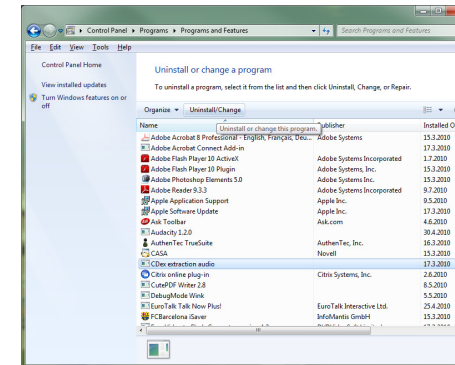 Control Panel ▸ Programs ▸ Programs and Features
Search Programs and Features
File Edit View Tools Help
Control Panel Home
View installed updates
Turn Windows features on or off
Uninstall or change a program
To uninstall a program, select it from the list and then click Uninstall, Change, or Repair.
Organize Uninstall/Change
Name Publisher Installed O
Uninstall or change this program.
Adobe Acrobat 8 Professional - English, Français, Deu... Adobe Systems 15.3.2010
Adobe Acrobat Connect Add-in 17.3.2010
Adobe Flash Player 10 ActiveX Adobe Systems Incorporated 1.7.2010
Adobe Flash Player 10 Plugin Adobe Systems, Inc. 15.3.2010
Adobe Photoshop Elements 5.0 Adobe Systems, Inc. 15.3.2010
Adobe Reader 9.3.3 Adobe Systems Incorporated 9.7.2010
Apple Application Support Apple Inc. 9.5.2010
Apple Software Update Apple Inc. 17.3.2010
Ask Toolbar Ask.com 4.6.2010
Audacity 1.2.0 30.4.2010
AuthenTec TrueSuite AuthenTec, Inc. 16.3.2010
CASA Novell 15.3.2010
CDex extraction audio 17.3.2010
Citrix online plug-in Citrix Systems, Inc. 2.6.2010
CutePDF Writer 2.8 8.5.2010
DebugMode Wink 5.5.2010
EuroTalk Talk Now Plus! EuroTalk Interactive Ltd. 25.4.2010
FCBarcelona iSaver InfoMantis GmbH 15.3.2010